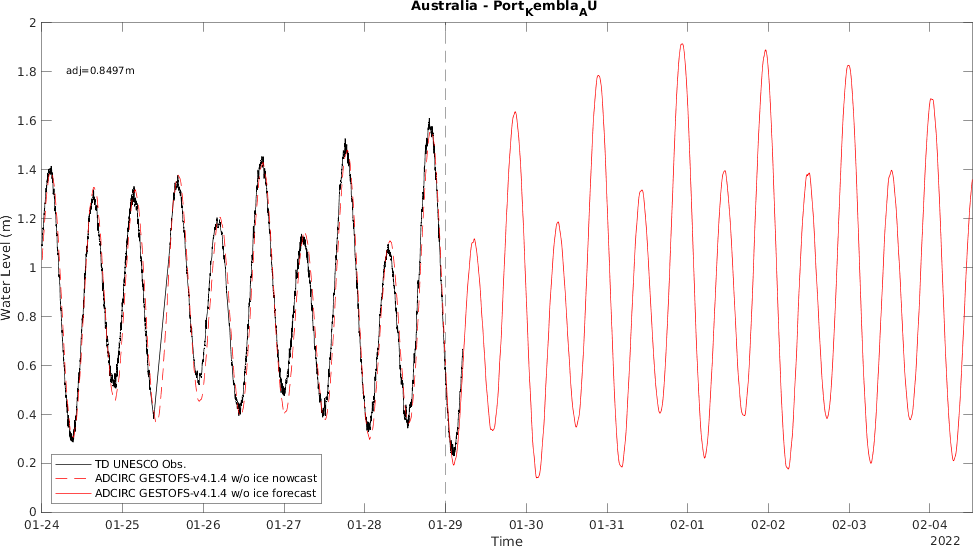 Australia - PortKemblaAU
2
1.8
1.6
1.4
1.2
1
0.8
0.6
0.4
0.2
0
Water Level (m)
adj=0.8497m
TD UNESCO Obs.
ADCIRC GESTOFS-v4.1.4 w/o ice nowcast
ADCIRC GESTOFS-v4.1.4 w/o ice forecast
01-24 01-25 01-26 01-27 01-28 01-29 01-30 01-31 02-01 02-02 02-03 02-04
Time
2022